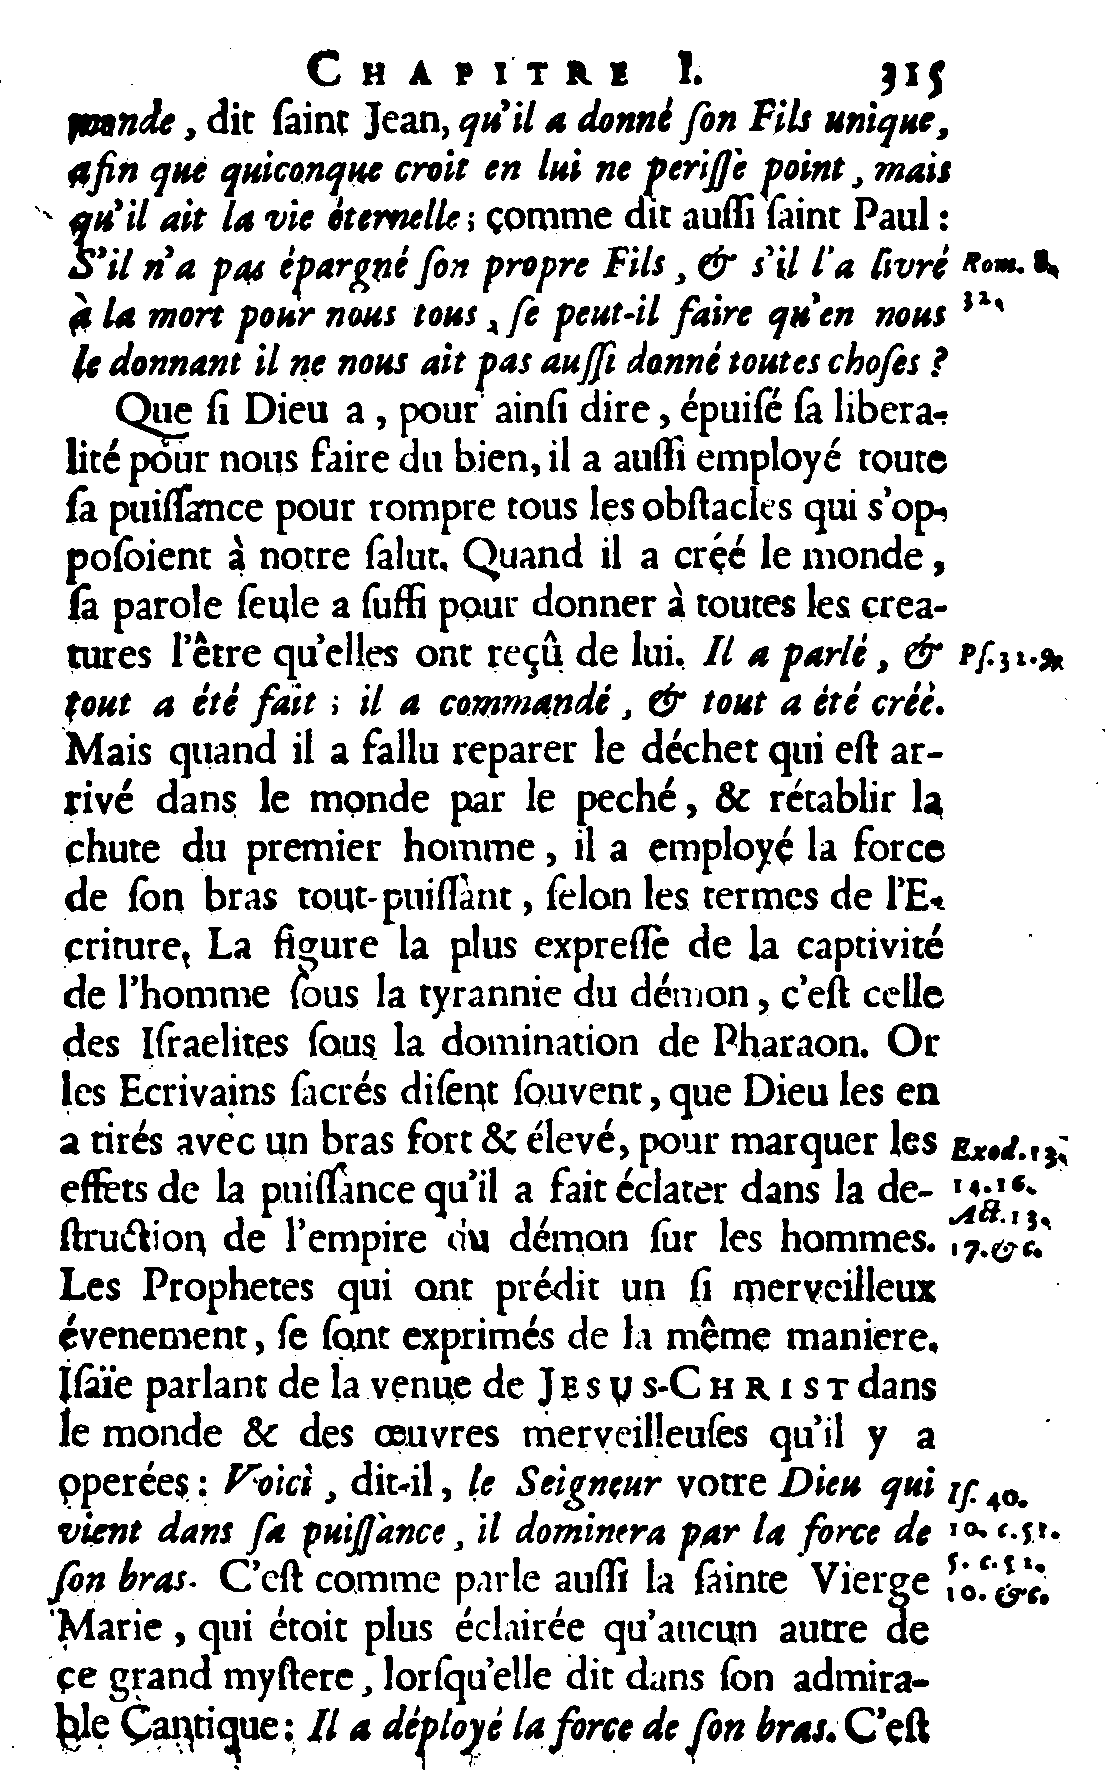 CHAPITRE I. 315
monde, dit ſaint Jean, qu'il a donné ſon Fils unique,
afin que quiconque croit en lui ne periſſe point, mais
qu'il ait la vie éternelle; comme dit auſſi ſaint Paul:
S'il n'a pas épargné ſon propre Fils, & s'il l'a livré
Rom. 8.
à la mort pour nous tous, ſe peut-il faire qu'en nous
32.
le donnant il ne nous ait pas auſſi donné toutes choſes?
Que ſi Dieu a, pour ainſi dire, épuiſé ſa libera-
lité pour nous faire du bien, il a auſſi employé toute
ſa puiſſance pour rompre tous les obſtacles qui s'op-
poſoient à notre ſalut. Quand il a créé le monde,
ſa parole ſeule a ſuffi pour donner à toutes les crea-
tures l'être qu'elles ont reçû de lui. Il a parlé, &
Pſ. 32. 9.
tout a été fait; il a commandé, & tout a été créé.
Mais quand il a fallu reparer le déchet qui eſt ar-
rivé dans le monde par le peché, & rétablir la
chute du premier homme, il a employé la force
de ſon bras tout-puiſſant, ſelon les termes de l'E-
criture. La figure la plus expreſſe de la captivité
de l'homme ſous la tyrannie du démon, c'eſt celle
des Iſraelites ſous la domination de Pharaon. Or
les Ecrivains ſacrés diſent ſouvent, que Dieu les en
a tirés avec un bras fort & élevé, pour marquer les
Exod. 13.
effets de la puiſſance qu'il a fait éclater dans la de-
14. 16.
Act. 13.
ſtruction de l'empire du démon ſur les hommes.
17. & c.
Les Prophetes qui ont prédit un ſi merveilleux
évenement, ſe ſont exprimés de la même maniere.
Iſaïe parlant de la venue de JESUS-CHRIST dans
le monde & des œuvres merveilleuſes qu'il y a
operées: Voici, dit-il, le Seigneur votre Dieu qui
Iſ. 40.
vient dans ſa puiſſance, il dominera par la force de
10. c. 51.
ſon bras. C'eſt comme parle auſſi la ſainte Vierge
5. c. 52.
10. & c.
Marie, qui étoit plus éclairée qu'aucun autre de
ce grand myſtere, lorſqu'elle dit dans ſon admira-
ble Cantique: Il a déployé la force de ſon bras. C'eſt